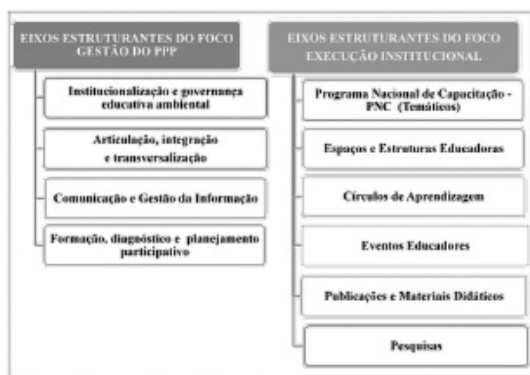 EIXOS ESTRUTURANTES DO FOCO
GESTÃO DO PPP
Institucionalização e governança
educativa ambiental
Articulação, integração
e transversalização
Comunicação e Gestão da Informação
Formação, diagnóstico e planejamento
participativo
EIXOS ESTRUTURANTES DO FOCO
EXECUÇÃO INSTITUCIONAL
Programa Nacional de Capacitação -
PNC (Temáticos)
Espaços e Estruturas Educadoras
Círculos de Aprendizagem
Eventos Educadores
Publicações e Materiais Didáticos
Pesquisas